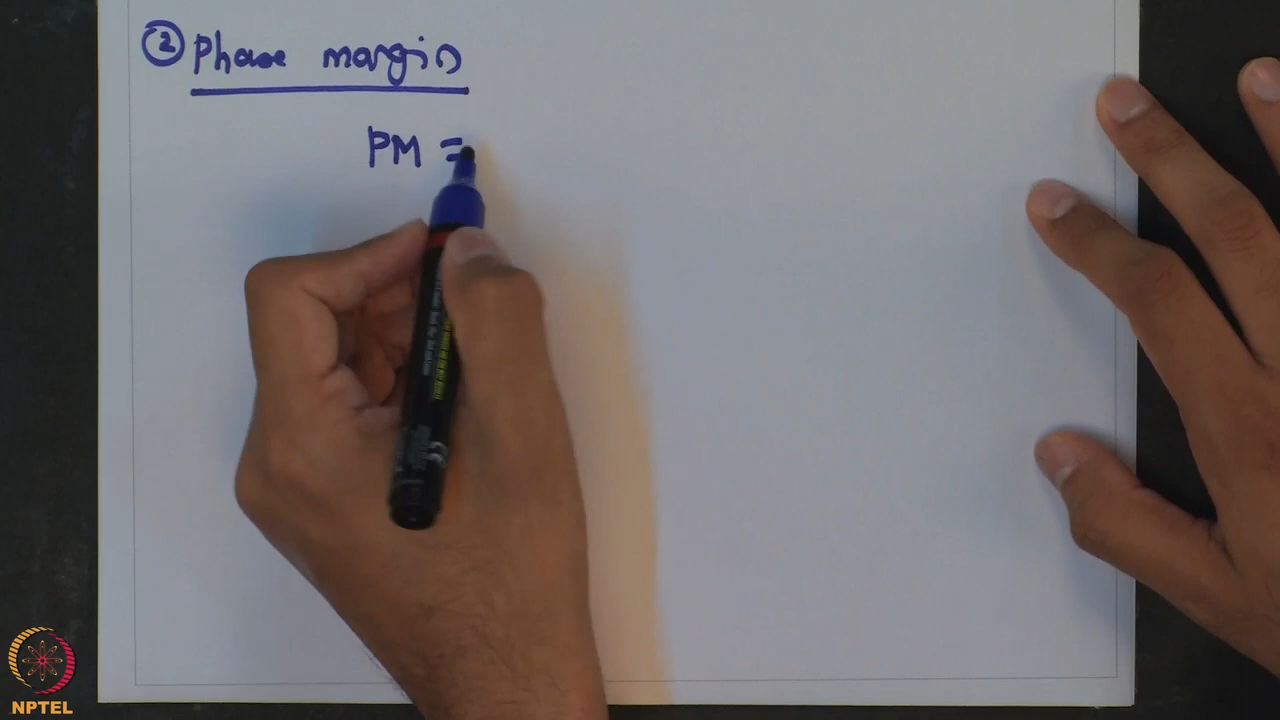 ② Phase margin
PM =
NPTEL